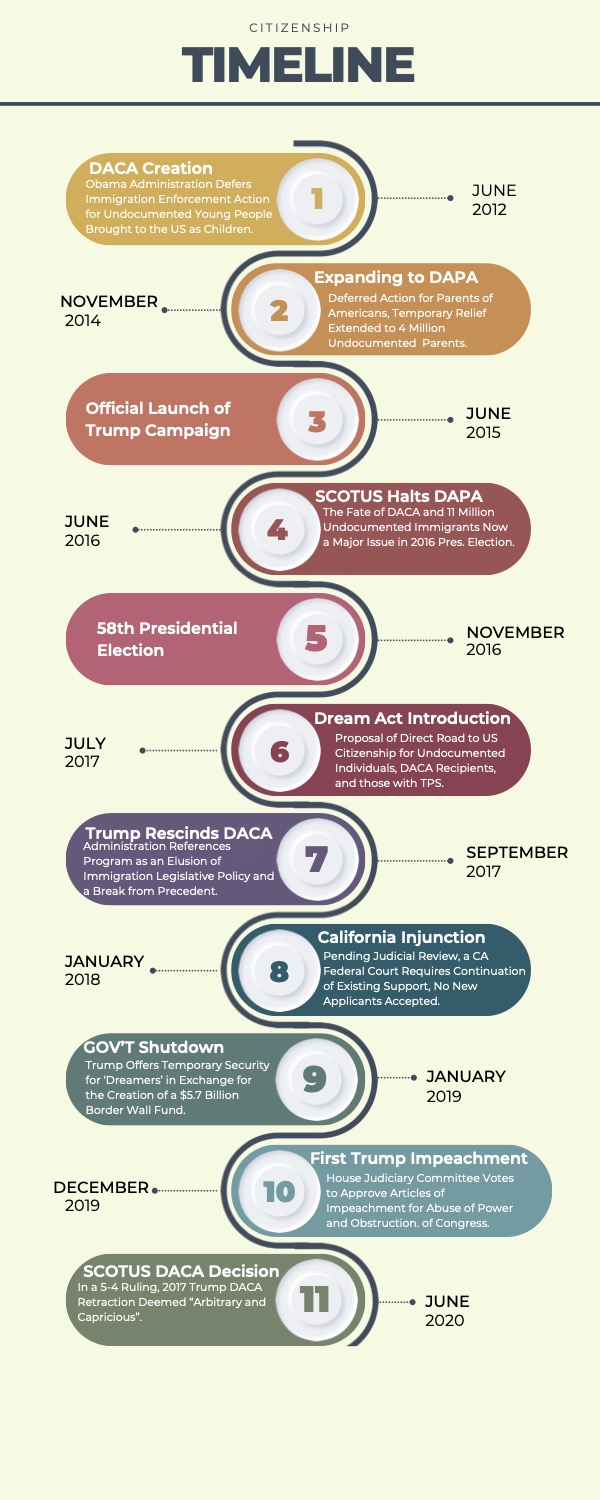 CITIZENSHIP
TIMELINE
DACA Creation
Obama Administration Defers
Immigration Enforcement Action
for Undocumented Young People
Brought to the US as Children.
1
JUNE
2012
NOVEMBER
2014
2
Expanding to DAPA
Deferred Action for Parents of
Americans, Temporary Relief
Extended to 4 Million
Undocumented Parents.
Official Launch of
Trump Campaign
3
JUNE
2015
JUNE
2016
4
SCOTUS Halts DAPA
The Fate of DACA and 11 Million
Undocumented Immigrants Now
a Major Issue in 2016 Pres. Election.
58th Presidential
Election
5
NOVEMBER
2016
JULY
2017
6
Dream Act Introduction
Proposal of Direct Road to US
Citizenship for Undocumented
Individuals, DACA Recipients,
and those with TPS.
Trump Rescinds DACA
Administration References
Program as an Elusion of
Immigration Legislative Policy and
a Break from Precedent.
7
SEPTEMBER
2017
JANUARY
2018
8
California Injunction
Pending Judicial Review, a CA
Federal Court Requires Continuation
of Existing Support, No New
Applicants Accepted.
GOV'T Shutdown
Trump Offers Temporary Security
for 'Dreamers' in Exchange for
the Creation of a $5.7 Billion
Border Wall Fund.
9
JANUARY
2019
DECEMBER
2019
10
First Trump Impeachment
House Judiciary Committee Votes
to Approve Articles of
Impeachment for Abuse of Power
and Obstruction. of Congress.
SCOTUS DACA Decision
In a 5-4 Ruling, 2017 Trump DACA
Retraction Deemed “Arbitrary and
Capricious”.
11
JUNE
2020